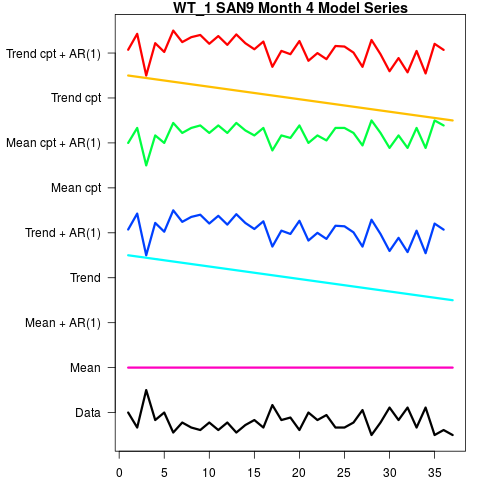 WT_1 SAN9 Month 4 Model Series
Trend cpt + AR(1)
Trend cpt
Mean cpt + AR(1)
Mean cpt
Trend + AR(1)
Trend
Mean + AR(1)
Mean
Data
0 5 10 15 20 25 30 35